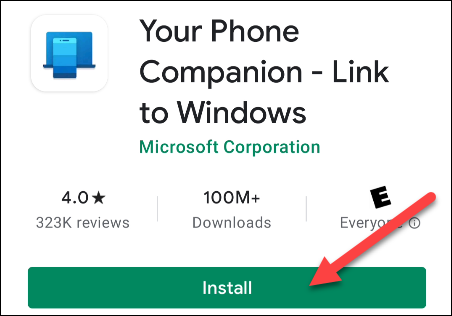 Your Phone
Companion - Link
to Windows
Microsoft Corporation
4.0★ 100M+ E
323K reviews Downloads Everyone ⓘ
Install